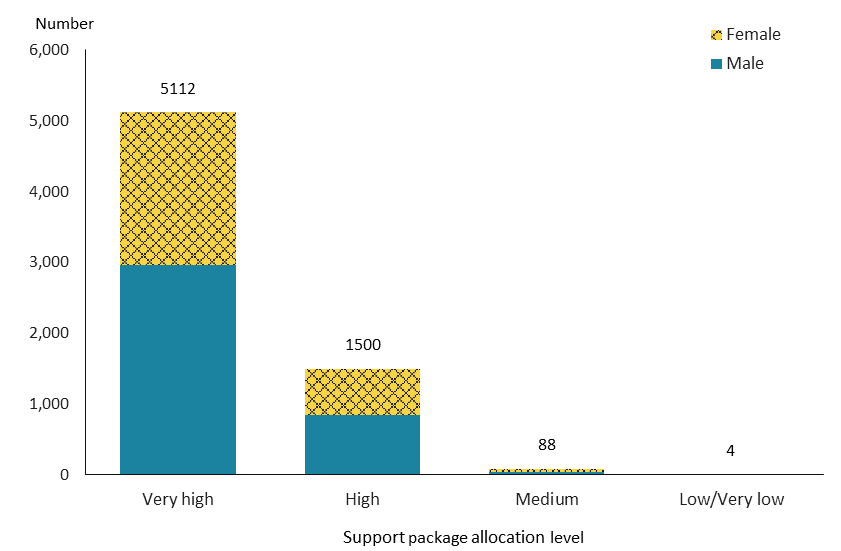 Number
Female
Male
6,000
5,000
4,000
3,000
2,000
1,000
0
5112
1500
88
4
Very high
High
Medium
Low/Very low
Support package allocation level